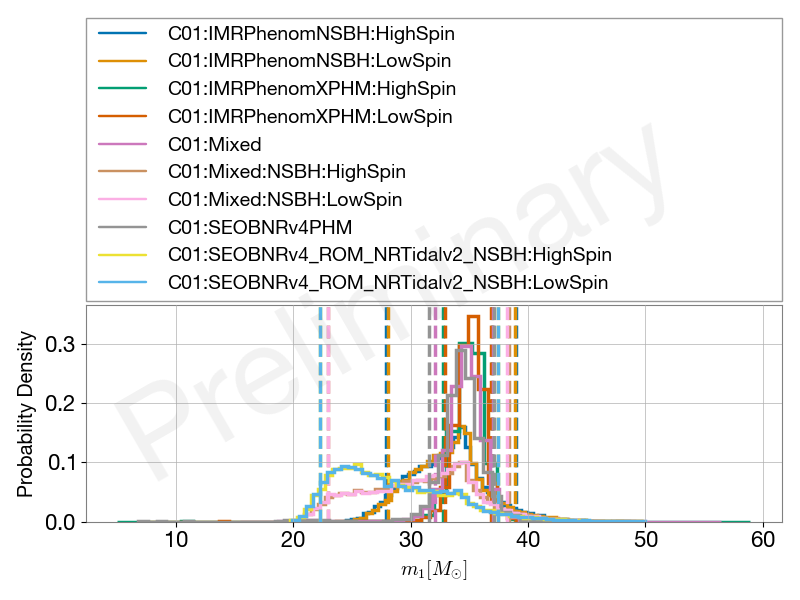 C01:IMRPhenomNSBH:HighSpin
C01:IMRPhenomNSBH:LowSpin
C01:IMRPhenomXPHM:HighSpin
C01:IMRPhenomXPHM:LowSpin
C01:Mixed
C01:Mixed:NSBH:HighSpin
C01:Mixed:NSBH:LowSpin
C01:SEOBNRv4PHM
C01:SEOBNRv4_ROM_NRTidalv2_NSBH:HighSpin
C01:SEOBNRv4_ROM_NRTidalv2_NSBH:LowSpin
Preliminary
Probability Density
0.3
0.2
0.1
0.0
10 20 30 40 50 60
m₁[M☉]